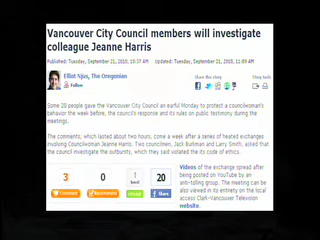 Vancouver City Council members will investigate
colleague Jeanne Harris
Published: Tuesday, September 21, 2010, 10:37 AM Updated: Tuesday, September 21, 2010, 11:09 AM
Elliot Njus, The Oregonian
Follow
Share this story
Story tools
Some 20 people gave the Vancouver City Council an earful Monday to protest a councilwoman's
behavior the week before, the council's response and its rules on public testimony during the
meetings.
The comments, which lasted about two hours, come a week after a series of heated exchanges
involving Councilwoman Jeanne Harris. Two councilmen, Jack Burkman and Larry Smith, asked that
the council investigate the outbursts, which they said violated the its code of ethics.
3
0
1
20
Comments
Share
Videos of the exchange spread after
being posted on YouTube by an
anti-tolling group. The meeting can be
also viewed in its entirety on the local
access Clark-Vancouver Television
website.